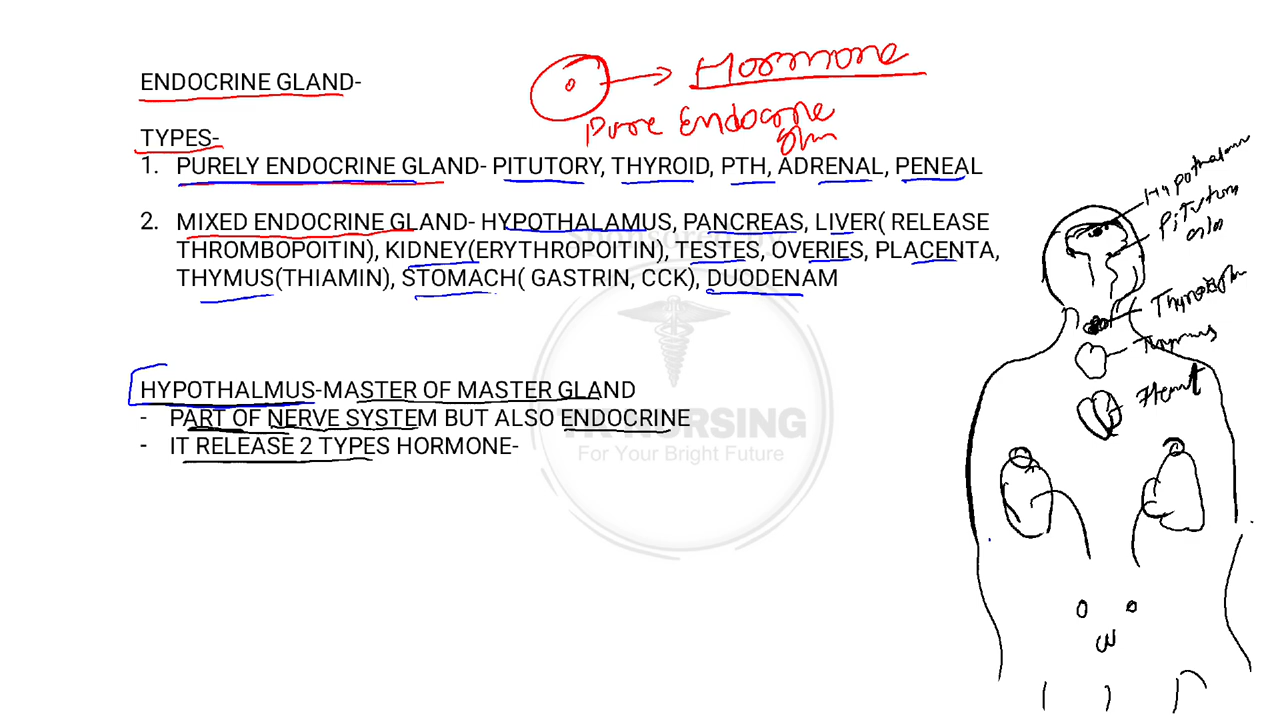 ENDOCRINE GLAND-
Hormone
Pure Endocrine
TYPES-
1. PURELY ENDOCRINE GLAND- PITUTORY, THYROID, PTH, ADRENAL, PENEAL
2. MIXED ENDOCRINE GLAND- HYPOTHALAMUS, PANCREAS, LIVER( RELEASE
THROMBOPOITIN), KIDNEY(ERYTHROPOITIN), TESTES, OVERIES, PLACENTA,
THYMUS(THIAMIN), STOMACH( GASTRIN, CCK), DUODENAM
HYPOTHALMUS-MASTER OF MASTER GLAND
- PART OF NERVE SYSTEM BUT ALSO ENDOCRINE
- IT RELEASE 2 TYPES HORMONE-
NURSING
For Your Bright Future
Thymus
Heart